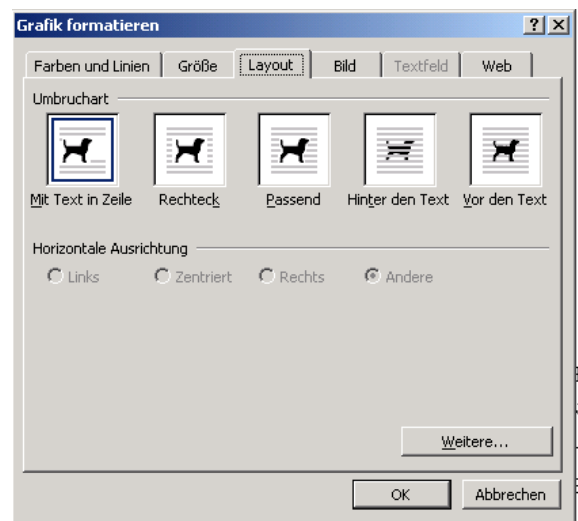 Grafik formatieren
Farben und Linien Größe Layout Bild Textfeld Web
Umbruchart
Mit Text in Zeile Rechteck Passend Hinter den Text Vor den Text
Horizontale Ausrichtung
Links Zentriert Rechts Andere
Weitere...
OK Abbrechen